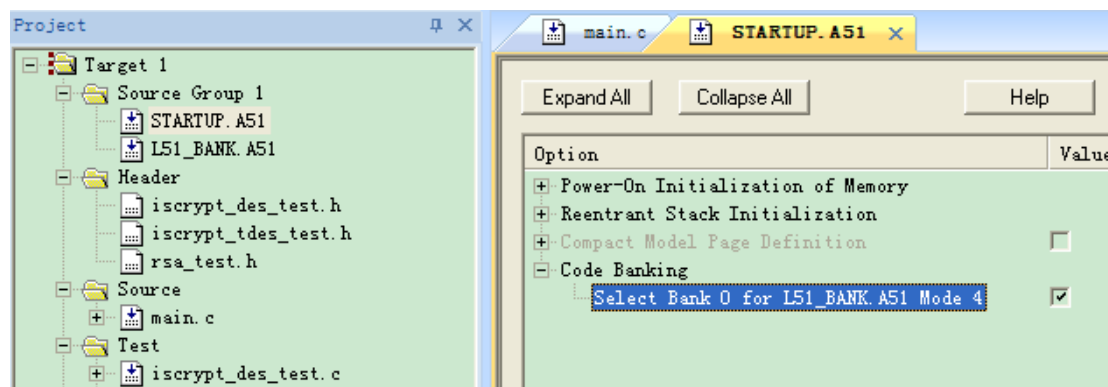 Project
Target 1
Source Group 1
STARTUP.A51
L51_BANK.A51
Header
iscrypt_des_test.h
iscrypt_tdes_test.h
rsa_test.h
Source
main.c
Test
iscrypt_des_test.c
main.c
STARTUP.A51
Expand All
Collapse All
Help
Option
Value
Power-On Initialization of Memory
Reentrant Stack Initialization
Compact Model Page Definition
Code Banking
Select Bank 0 for L51_BANK.A51 Mode 4